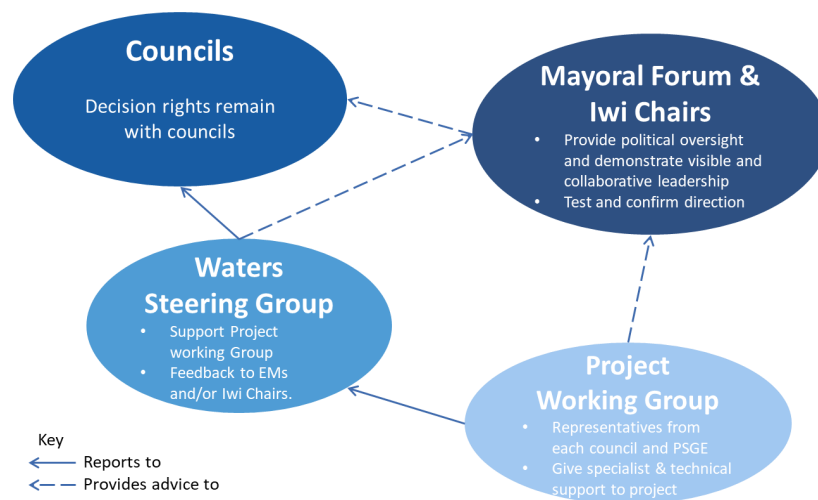 Councils
Decision rights remain
with councils
Mayoral Forum &
Iwi Chairs
• Provide political oversight
and demonstrate visible and
collaborative leadership
• Test and confirm direction
Waters
Steering Group
• Support Project
working Group
• Feedback to EMs
and/or Iwi Chairs.
Project
Working Group
• Representatives from
each council and PSGE
• Give specialist & technical
support to project
Key
Reports to
Provides advice to